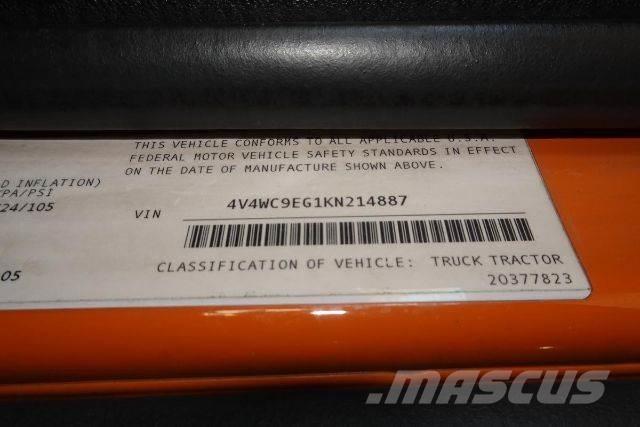 THIS VEHICLE CONFORMS TO ALL APPLICABLE U.S.A.
FEDERAL MOTOR VEHICLE SAFETY STANDARDS IN EFFECT
ON THE DATE OF MANUFACTURE SHOWN ABOVE.
D INFLATION)
PA/PSI
24/105
VIN 4V4WC9EG1KN214887
CLASSIFICATION OF VEHICLE: TRUCK TRACTOR
05
20377823
MASCUS